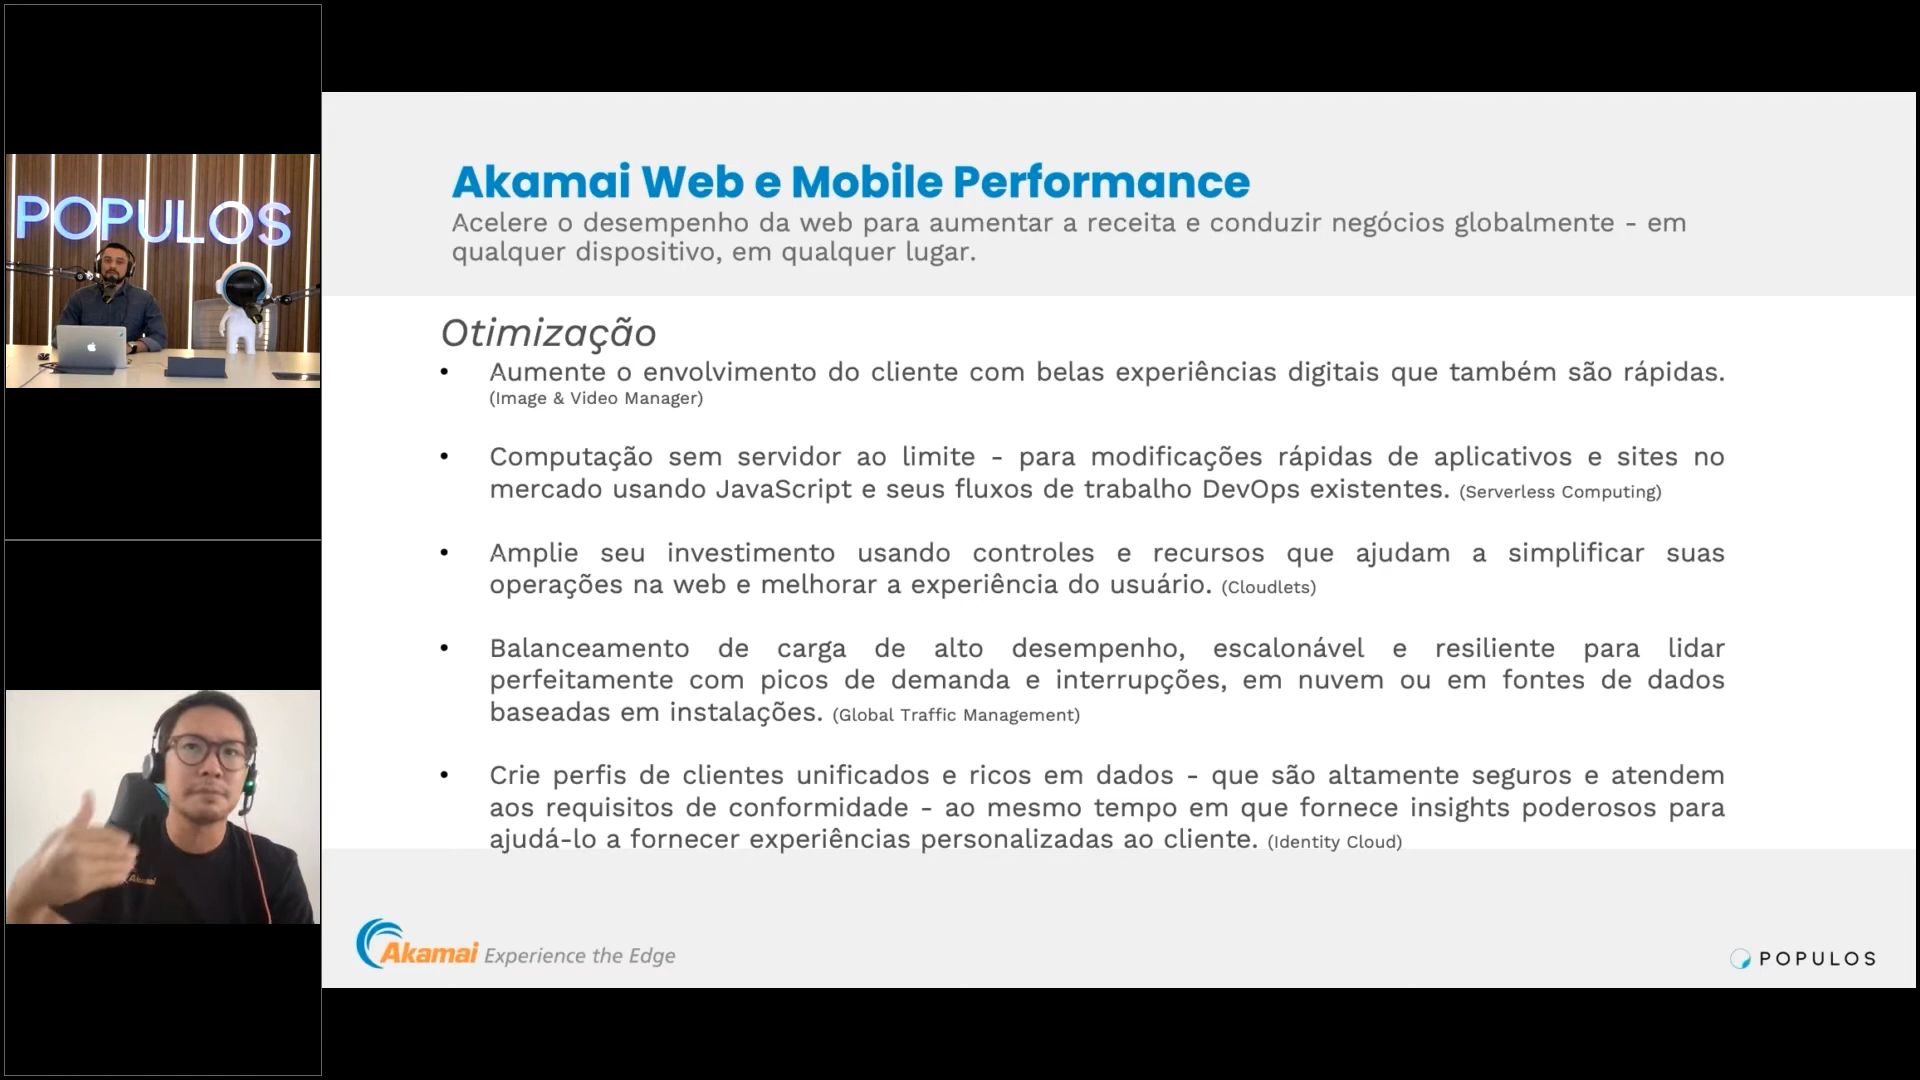 POPULOS
Akamai
Akamai Web e Mobile Performance
Acelere o desempenho da web para aumentar a receita e conduzir negócios globalmente - em
qualquer dispositivo, em qualquer lugar.
Otimização
• Aumente o envolvimento do cliente com belas experiências digitais que também são rápidas.
(Image & Video Manager)
• Computação sem servidor ao limite - para modificações rápidas de aplicativos e sites no
mercado usando JavaScript e seus fluxos de trabalho DevOps existentes. (Serverless Computing)
• Amplie seu investimento usando controles e recursos que ajudam a simplificar suas
operações na web e melhorar a experiência do usuário. (Cloudlets)
• Balanceamento de carga de alto desempenho, escalonável e resiliente para lidar
perfeitamente com picos de demanda e interrupções, em nuvem ou em fontes de dados
baseadas em instalações. (Global Traffic Management)
• Crie perfis de clientes unificados e ricos em dados - que são altamente seguros e atendem
aos requisitos de conformidade - ao mesmo tempo em que fornece insights poderosos para
ajudá-lo a fornecer experiências personalizadas ao cliente. (Identity Cloud)
Akamai Experience the Edge
POPULOS